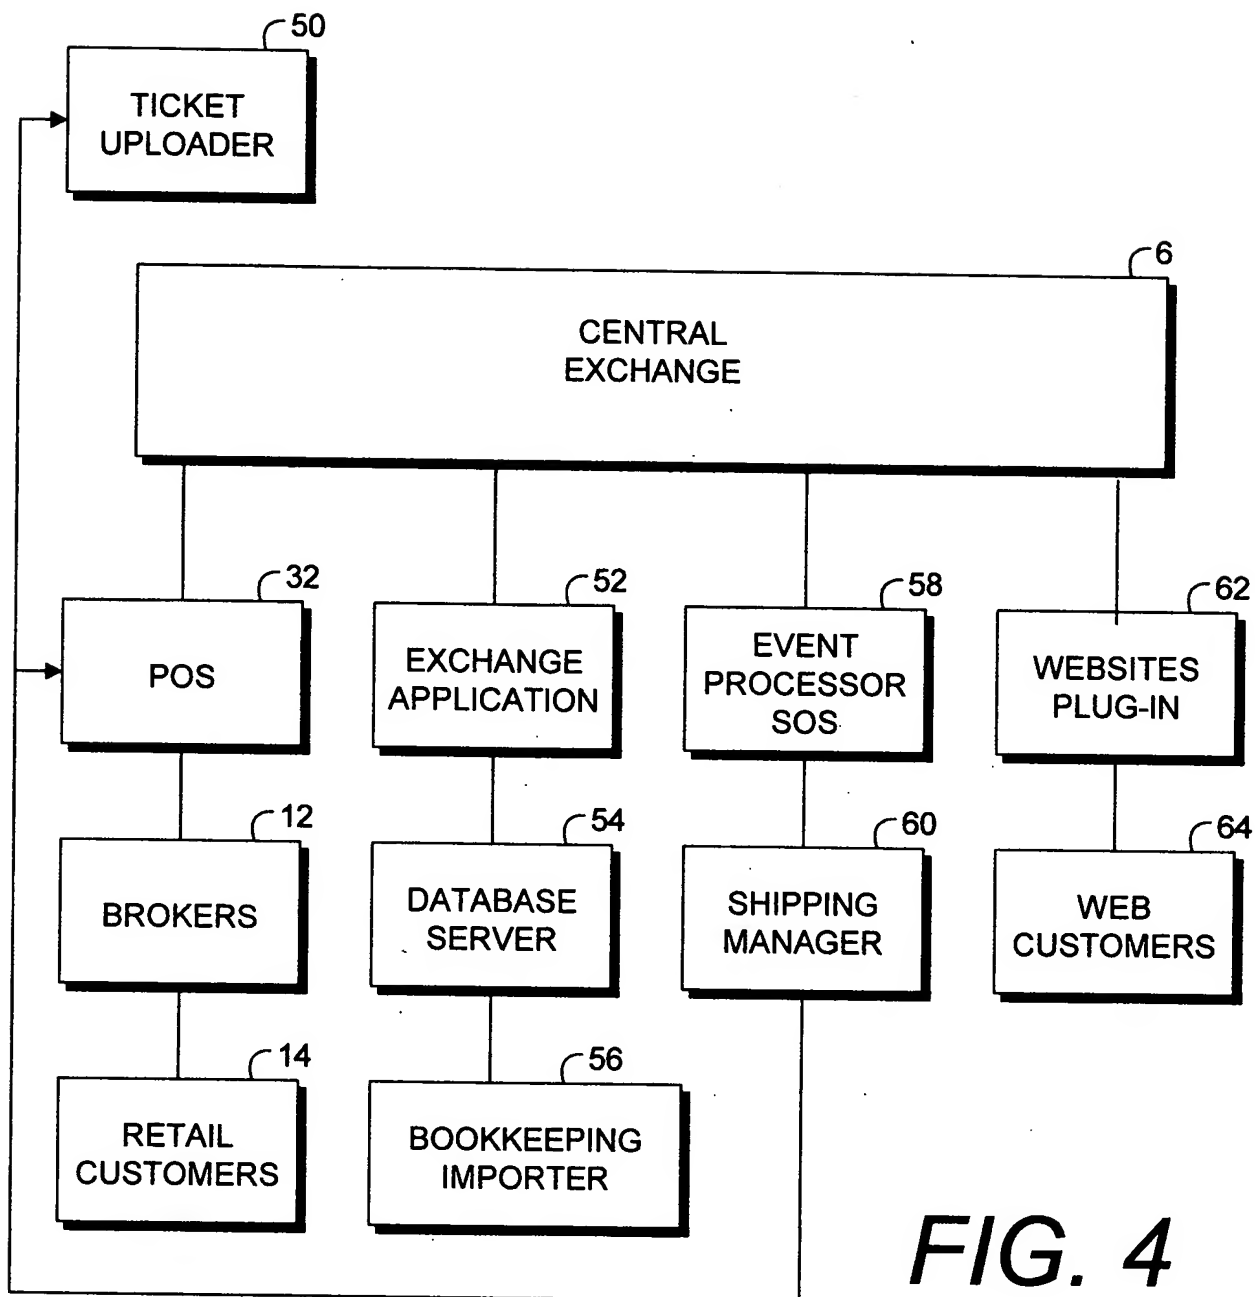 50
TICKET
UPLOADER
6
CENTRAL
EXCHANGE
32
POS
52
EXCHANGE
APPLICATION
58
EVENT
PROCESSOR
SOS
62
WEBSITES
PLUG-IN
12
BROKERS
54
DATABASE
SERVER
60
SHIPPING
MANAGER
64
WEB
CUSTOMERS
14
RETAIL
CUSTOMERS
56
BOOKKEEPING
IMPORTER
FIG. 4